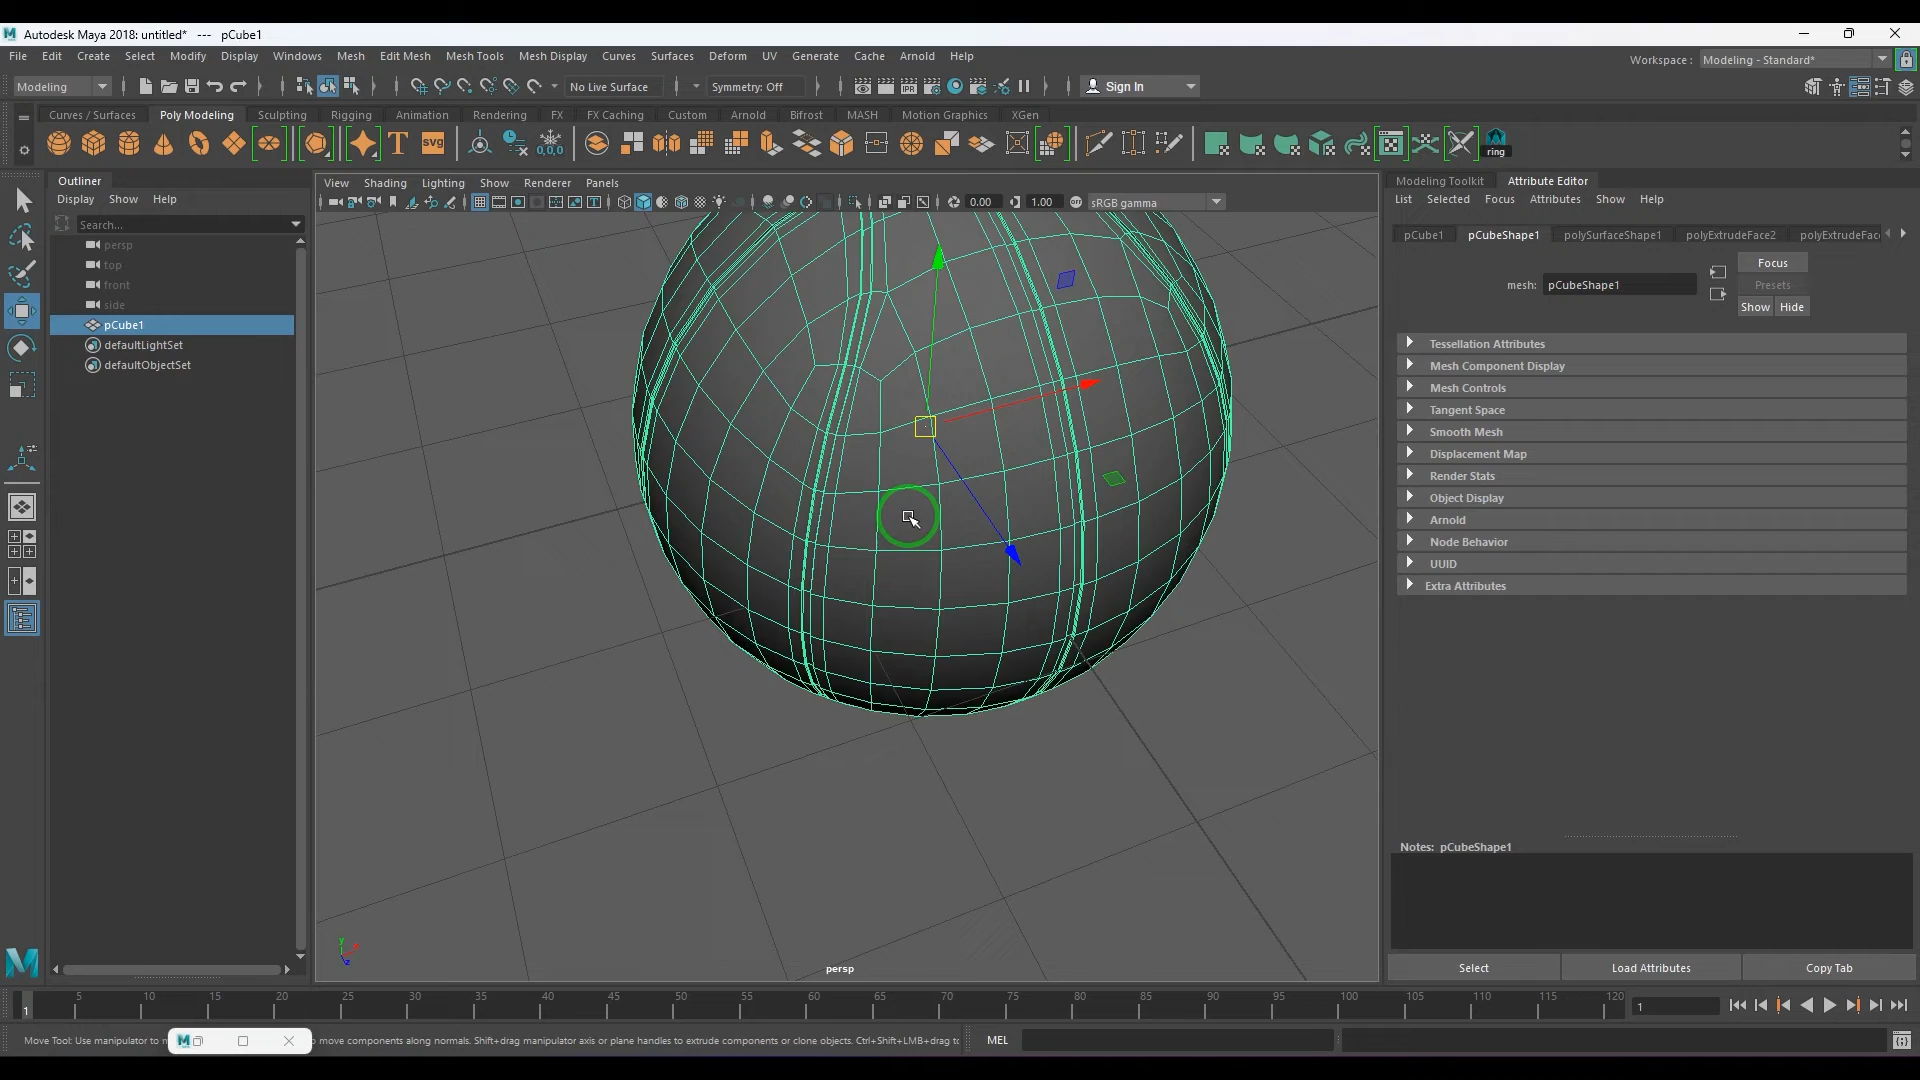 Autodesk Maya 2018: untitled* --- pCube1
File Edit Create Select Modify Display Windows Mesh Edit Mesh Mesh Tools Mesh Display Curves Surfaces Deform UV Generate Cache Arnold Help
Workspace : Modeling - Standard*
Modeling No Live Surface Symmetry: Off IPR Sign In
Curves / Surfaces Poly Modeling Sculpting Rigging Animation Rendering FX FX Caching Custom Arnold Bifrost MASH Motion Graphics XGen
T SVG 0,0,0 ring
Outliner
Display Show Help
Search...
persp
top
front
side
pCube1
defaultLightSet
defaultObjectSet
View Shading Lighting Show Renderer Panels
0.00 1.00 sRGB gamma
y
z
persp
Modeling Toolkit Attribute Editor
List Selected Focus Attributes Show Help
pCube1 pCubeShape1 polySurfaceShape1 polyExtrudeFace2 polyExtrudeFac
Focus
mesh: pCubeShape1 Presets
Show Hide
Tessellation Attributes
Mesh Component Display
Mesh Controls
Tangent Space
Smooth Mesh
Displacement Map
Render Stats
Object Display
Arnold
Node Behavior
UUID
Extra Attributes
Notes: pCubeShape1
Select Load Attributes Copy Tab
1 5 10 15 20 25 30 35 40 45 50 55 60 65 70 75 80 85 90 95 100 105 110 115 120 1
Move Tool: Use manipulator to m move components along normals. Shift+drag manipulator axis or plane handles to extrude components or clone objects. Ctrl+Shift+LMB+drag to MEL